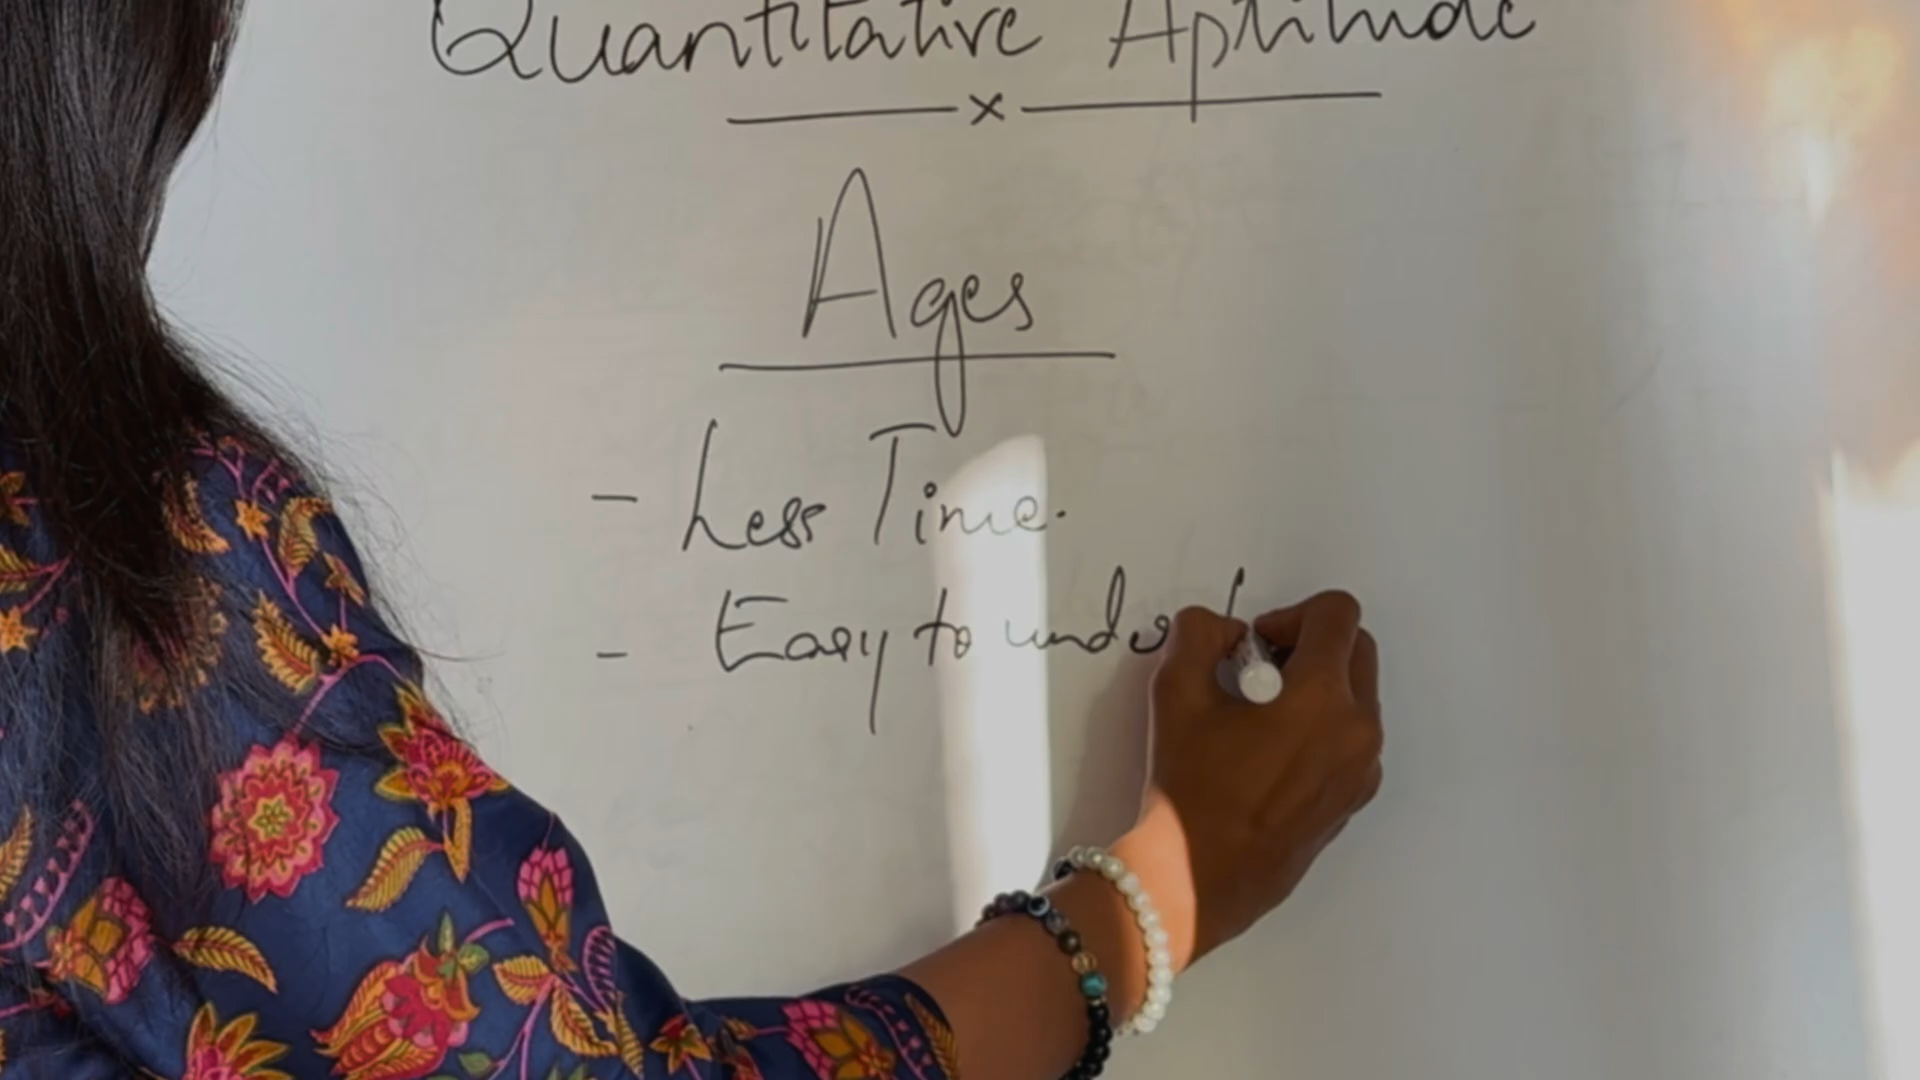 Quantitative Aptitude
x
Ages
- Less Time.
- Easy to